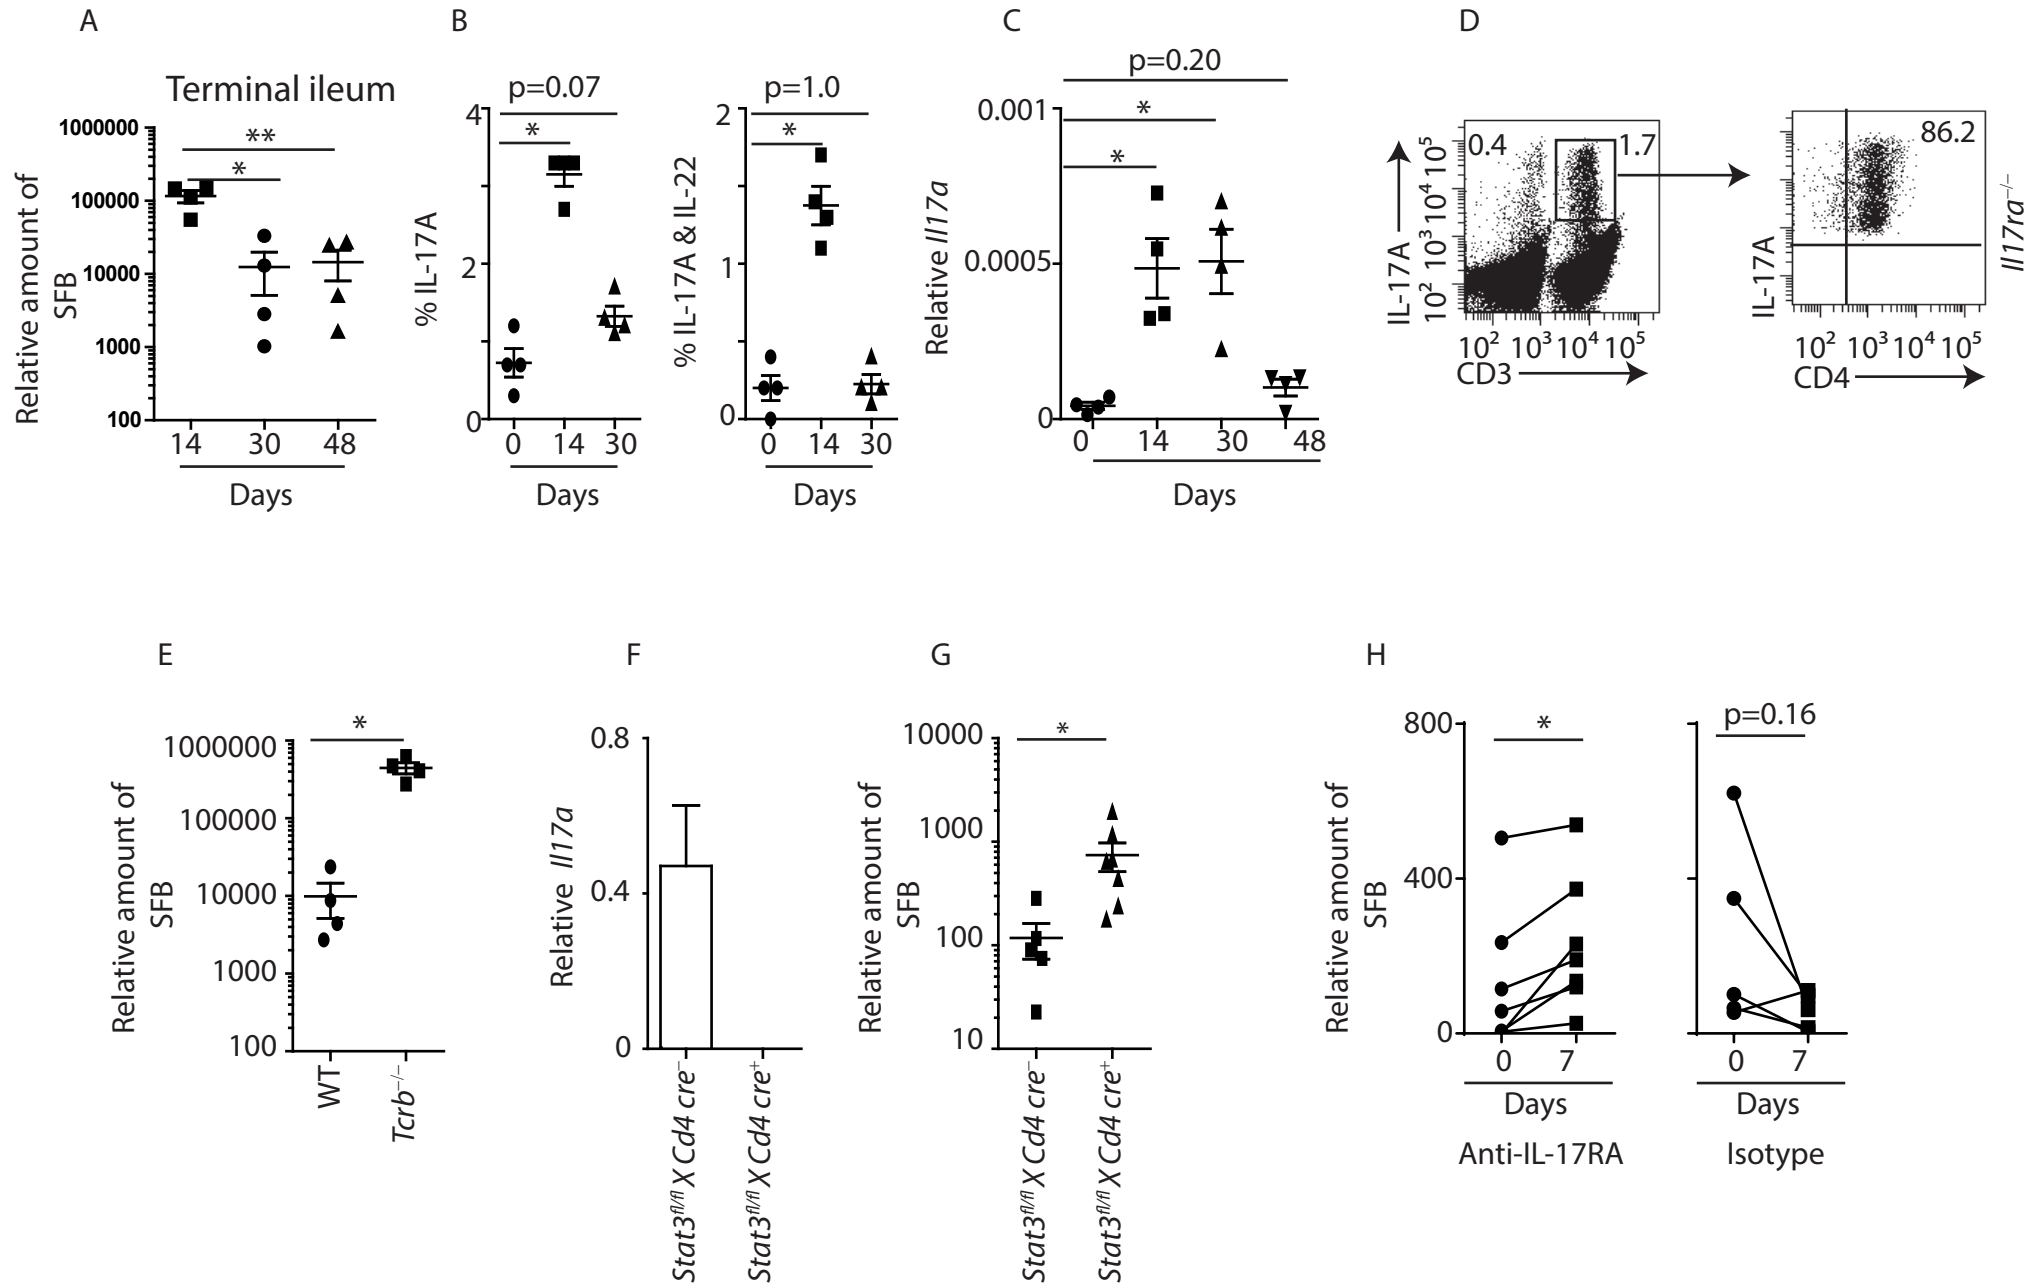 A
Terminal ileum
Relative amount of
SFB
1000000
100000
10000
1000
100
**
*
14 30 48
Days
B
% IL-17A
4
2
0
p=0.07
*
0 14 30
Days
% IL-17A & IL-22
2
1
0
p=1.0
*
0 14 30
Days
C
Relative Il17a
0.001
0.0005
0
p=0.20
*
*
0 14 30 48
Days
D
IL-17A
10² 10³ 10⁴ 10⁵
0.4
1.7
10² 10³ 10⁴ 10⁵
CD3
IL-17A
86.2
10² 10³ 10⁴ 10⁵
CD4
Il17ra⁻/⁻
E
Relative amount of
SFB
1000000
100000
10000
1000
100
*
WT
Tcrb⁻/⁻
F
Relative Il17a
0.8
0.4
0
Stat3fl/fl X Cd4 cre⁻
Stat3fl/fl X Cd4 cre⁺
G
Relative amount of
SFB
10000
1000
100
10
*
Stat3fl/fl X Cd4 cre⁻
Stat3fl/fl X Cd4 cre⁺
H
Relative amount of
SFB
800
400
0
*
0 7
Days
Anti-IL-17RA
p=0.16
0 7
Days
Isotype